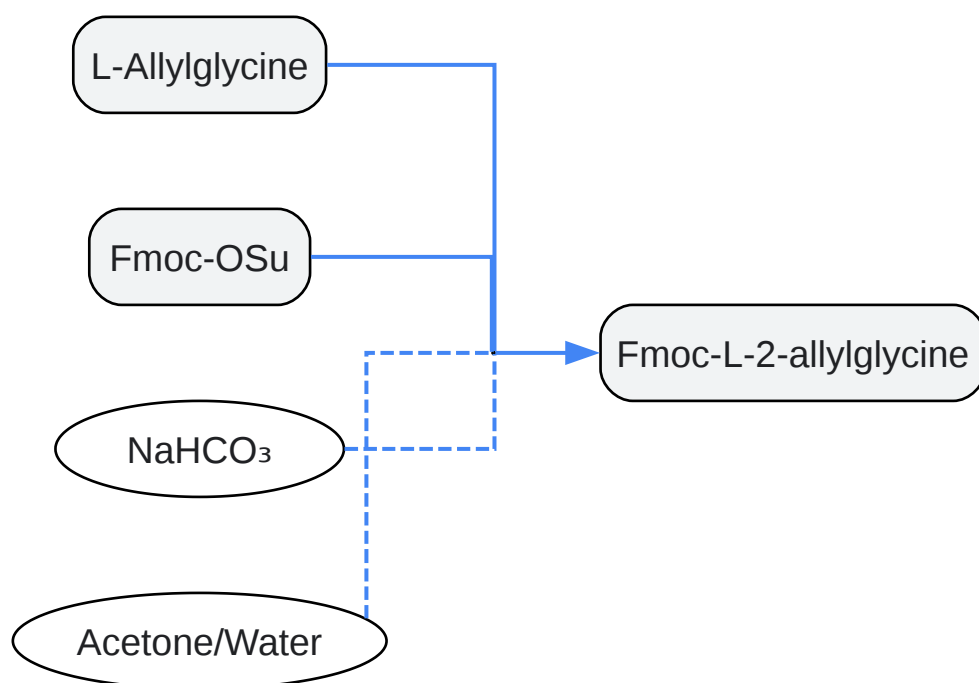 L-Allylglycine
Fmoc-OSu
Fmoc-L-2-allylglycine
NaHCO₃
Acetone/Water